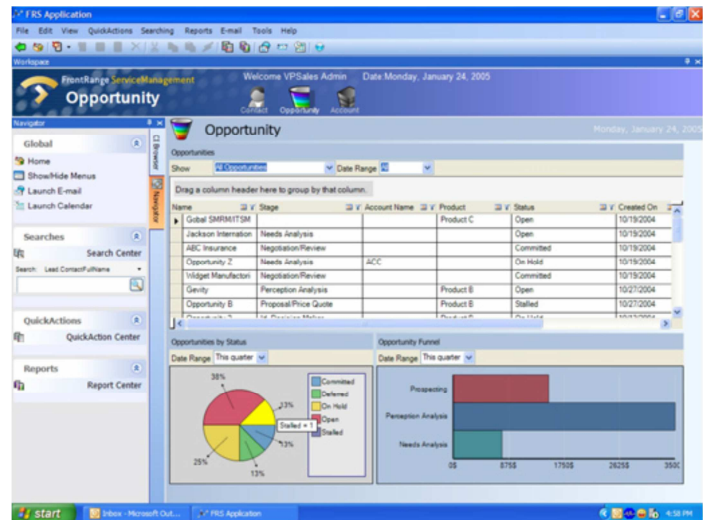 FRS Application
File Edit View QuickActions Searching Reports E-mail Tools Help
Workspace
FrontRange ServiceManagement
Opportunity
Welcome VPSales Admin Date:Monday, January 24, 2005
Contact Opportunity Account
Navigator
Global
Home
Show/Hide Menus
Launch E-mail
Launch Calendar
Searches
Search Center
Search: Lead.ContactFullName
QuickActions
QuickAction Center
Reports
Report Center
Browser
Navigator
Opportunity
Monday, January 24, 2005
Opportunities
Show All Opportunities Date Range All
Drag a column header here to group by that column.
Name Stage Account Name Product Status Created On
Gobal SMRM/ITSM Product C Open 10/19/2004
Jackson Internation Needs Analysis Open 10/19/2004
ABC Insurance Negotiation/Review Committed 10/19/2004
Opportunity Z Needs Analysis ACC On Hold 10/19/2004
Widget Manufactori Negotiation/Review Committed 10/19/2004
Gevity Perception Analysis Product B Open 10/27/2004
Opportunity B Proposal/Price Quote Product E Stalled 10/27/2004
Opportunities by Status
Date Range This quarter
38%
13%
13%
13%
25%
Stalled = 1
Committed
Deferred
On Hold
Open
Stalled
Opportunity Funnel
Date Range This quarter
Prospecting
Perception Analysis
Needs Analysis
0$ 875$ 1750$ 2625$ 350C
start
Inbox - Microsoft Out...
FRS Application
4:58 PM